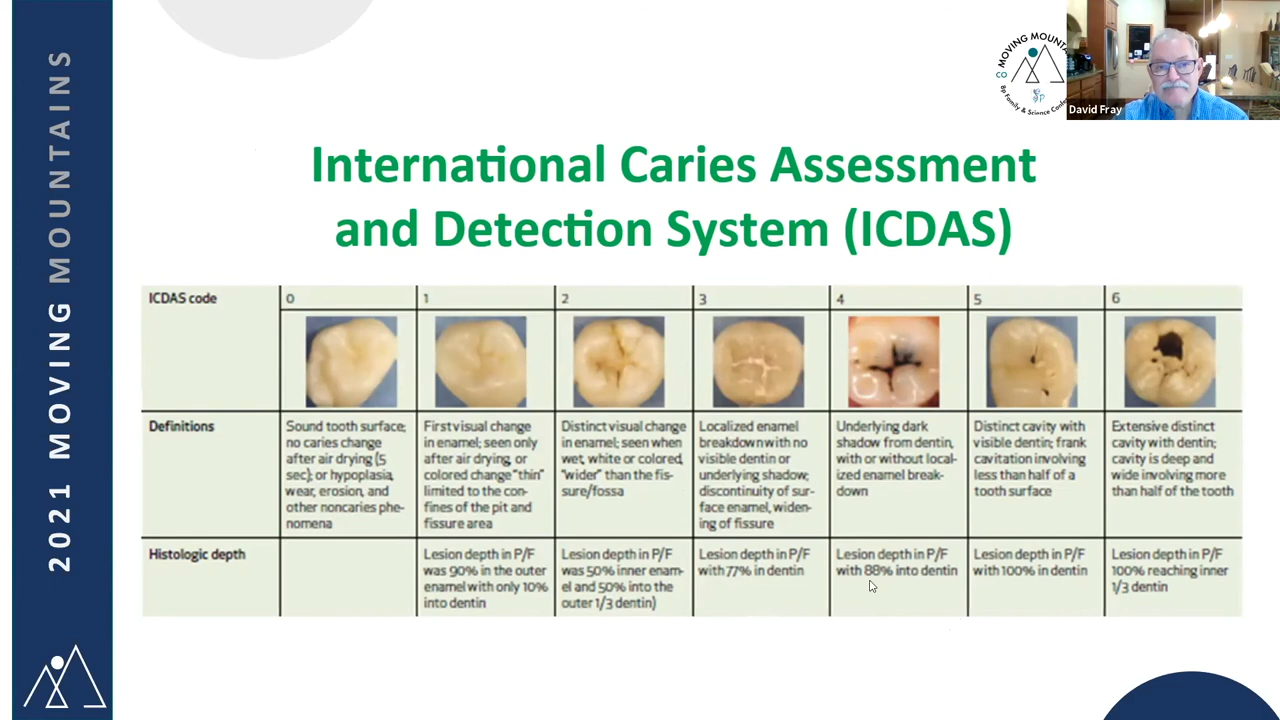 2021 MOVING MOUNTAINS
MOVING MOUNTA
CO
8p Family & Science Confe
8P
David Fray
International Caries Assessment
and Detection System (ICDAS)
ICDAS code
0
1
2
3
4
5
6
Definitions
Sound tooth surface;
no caries change
after air drying (5
sec); or hypoplasia,
wear, erosion, and
other noncaries phe-
nomena
First visual change
in enamel; seen only
after air drying, or
colored change "thin"
limited to the con-
fines of the pit and
fissure area
Distinct visual change
in enamel; seen when
wet, white or colored,
"wider" than the fis-
sure/fossa
Localized enamel
breakdown with no
visible dentin or
underlying shadow;
discontinuity of sur-
face enamel, widen-
ing of fissure
Underlying dark
shadow from dentin,
with or without local-
ized enamel break-
down
Distinct cavity with
visible dentin; frank
cavitation involving
less than half of a
tooth surface
Extensive distinct
cavity with dentin;
cavity is deep and
wide involving more
than half of the tooth
Histologic depth
Lesion depth in P/F
was 90% in the outer
enamel with only 10%
into dentin
Lesion depth in P/F
was 50% inner enam-
el and 50% into the
outer 1/3 dentin)
Lesion depth in P/F
with 77% in dentin
Lesion depth in P/F
with 88% into dentin
Lesion depth in P/F
with 100% in dentin
Lesion depth in P/F
100% reaching inner
1/3 dentin